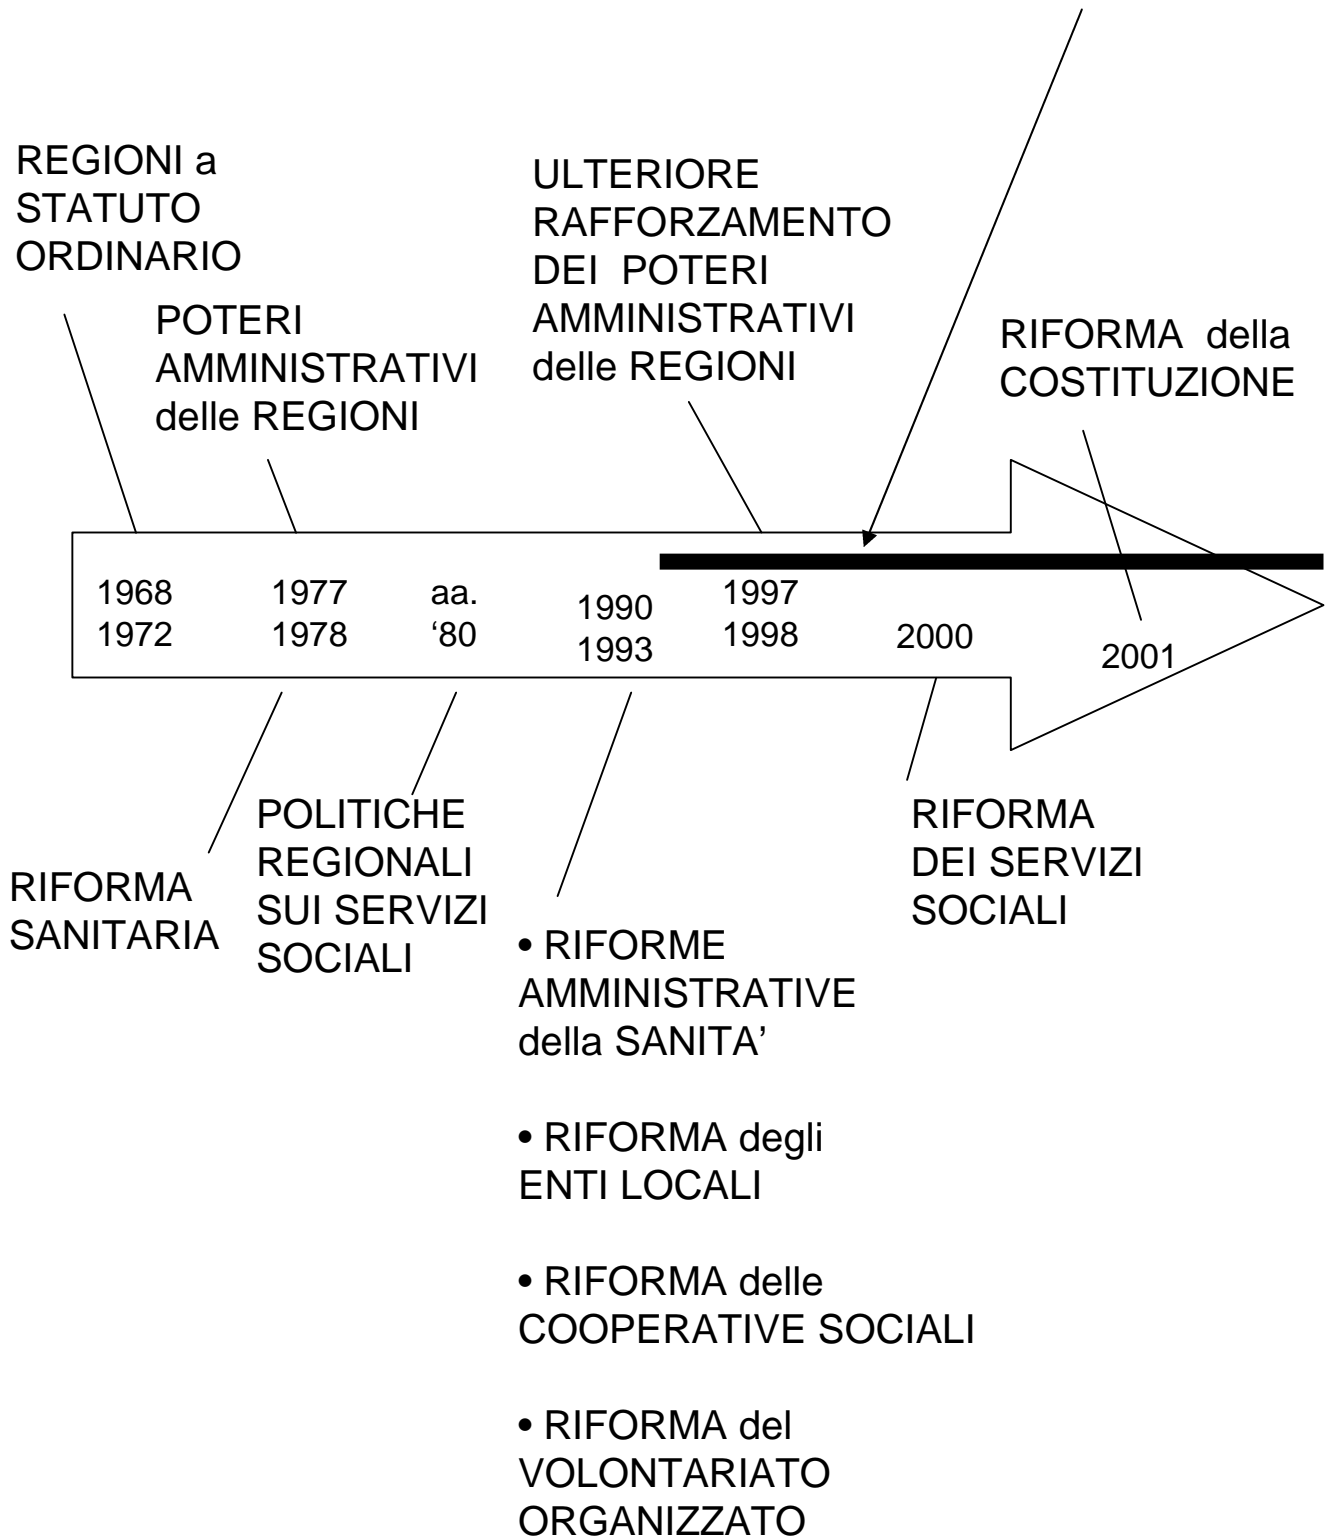 REGIONI a
STATUTO
ORDINARIO
POTERI
AMMINISTRATIVI
delle REGIONI
ULTERIORE
RAFFORZAMENTO
DEI POTERI
AMMINISTRATIVI
delle REGIONI
RIFORMA della
COSTITUZIONE
1968
1972
1977
1978
aa.
‘80
1990
1993
1997
1998
2000
2001
RIFORMA
SANITARIA
POLITICHE
REGIONALI
SUI SERVIZI
SOCIALI
• RIFORME
AMMINISTRATIVE
della SANITA’
• RIFORMA degli
ENTI LOCALI
• RIFORMA delle
COOPERATIVE SOCIALI
• RIFORMA del
VOLONTARIATO
ORGANIZZATO
RIFORMA
DEI SERVIZI
SOCIALI